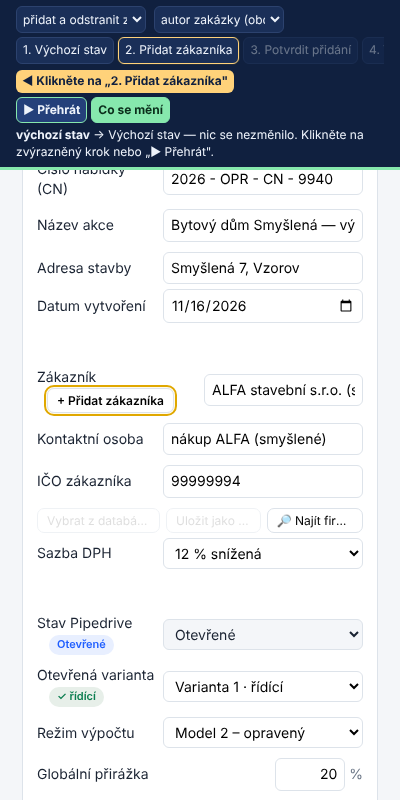 přidat a odstranit z
autor zakázky (obc
1. Výchozí stav
2. Přidat zákazníka
3. Potvrdit přidání
4.
◀ Klikněte na „2. Přidat zákazníka"
▶ Přehrát
Co se mění
výchozí stav → Výchozí stav — nic se nezměnilo. Klikněte na
zvýrazněný krok nebo „▶ Přehrát".
Číslo nabídky
(CN)
2026 - OPR - CN - 9940
Název akce
Bytový dům Smyšlená — vý
Adresa stavby
Smyšlená 7, Vzorov
Datum vytvoření
11/16/2026
Zákazník
+ Přidat zákazníka
ALFA stavební s.r.o. (s
Kontaktní osoba
nákup ALFA (smyšlené)
IČO zákazníka
99999994
Vybrat z databá…
Uložit jako …
🔎 Najít fir…
Sazba DPH
12 % snížená
Stav Pipedrive
Otevřené
Otevřené
Otevřená varianta
✓ řídící
Varianta 1 · řídící
Režim výpočtu
Model 2 – opravený
Globální přirážka
20
%